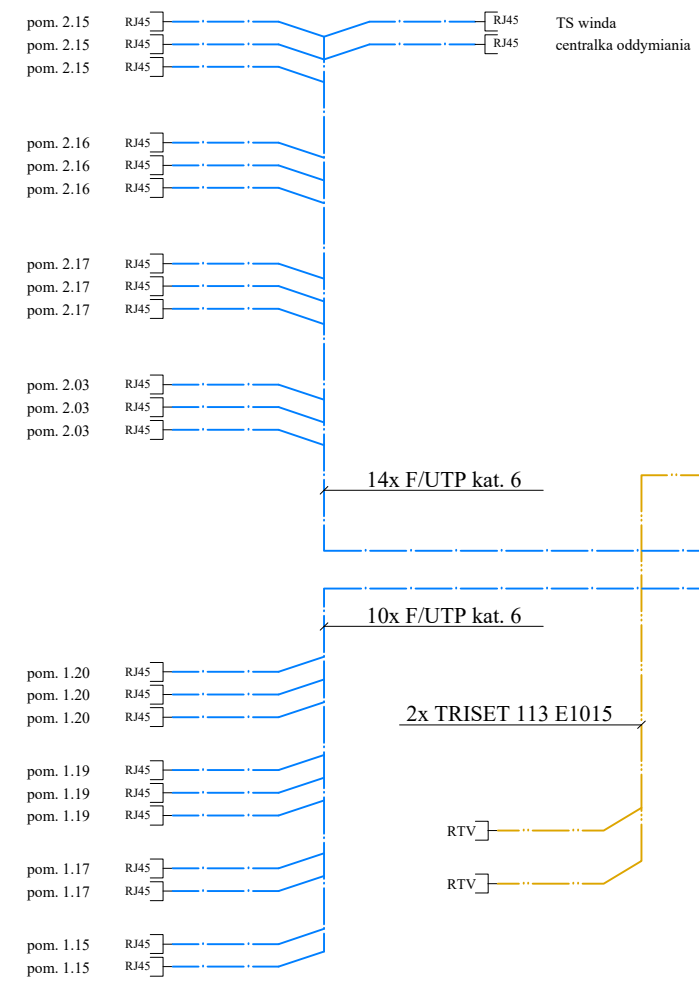 pom. 2.15 RJ45 RJ45 TS winda
pom. 2.15 RJ45 RJ45 centralka oddymiania
pom. 2.15 RJ45
pom. 2.16 RJ45
pom. 2.16 RJ45
pom. 2.16 RJ45
pom. 2.17 RJ45
pom. 2.17 RJ45
pom. 2.17 RJ45
pom. 2.03 RJ45
pom. 2.03 RJ45
pom. 2.03 RJ45
14x F/UTP kat. 6
10x F/UTP kat. 6
pom. 1.20 RJ45
pom. 1.20 RJ45
pom. 1.20 RJ45
2x TRISET 113 E1015
pom. 1.19 RJ45
pom. 1.19 RJ45
pom. 1.19 RJ45
RTV
pom. 1.17 RJ45
pom. 1.17 RJ45
RTV
pom. 1.15 RJ45
pom. 1.15 RJ45